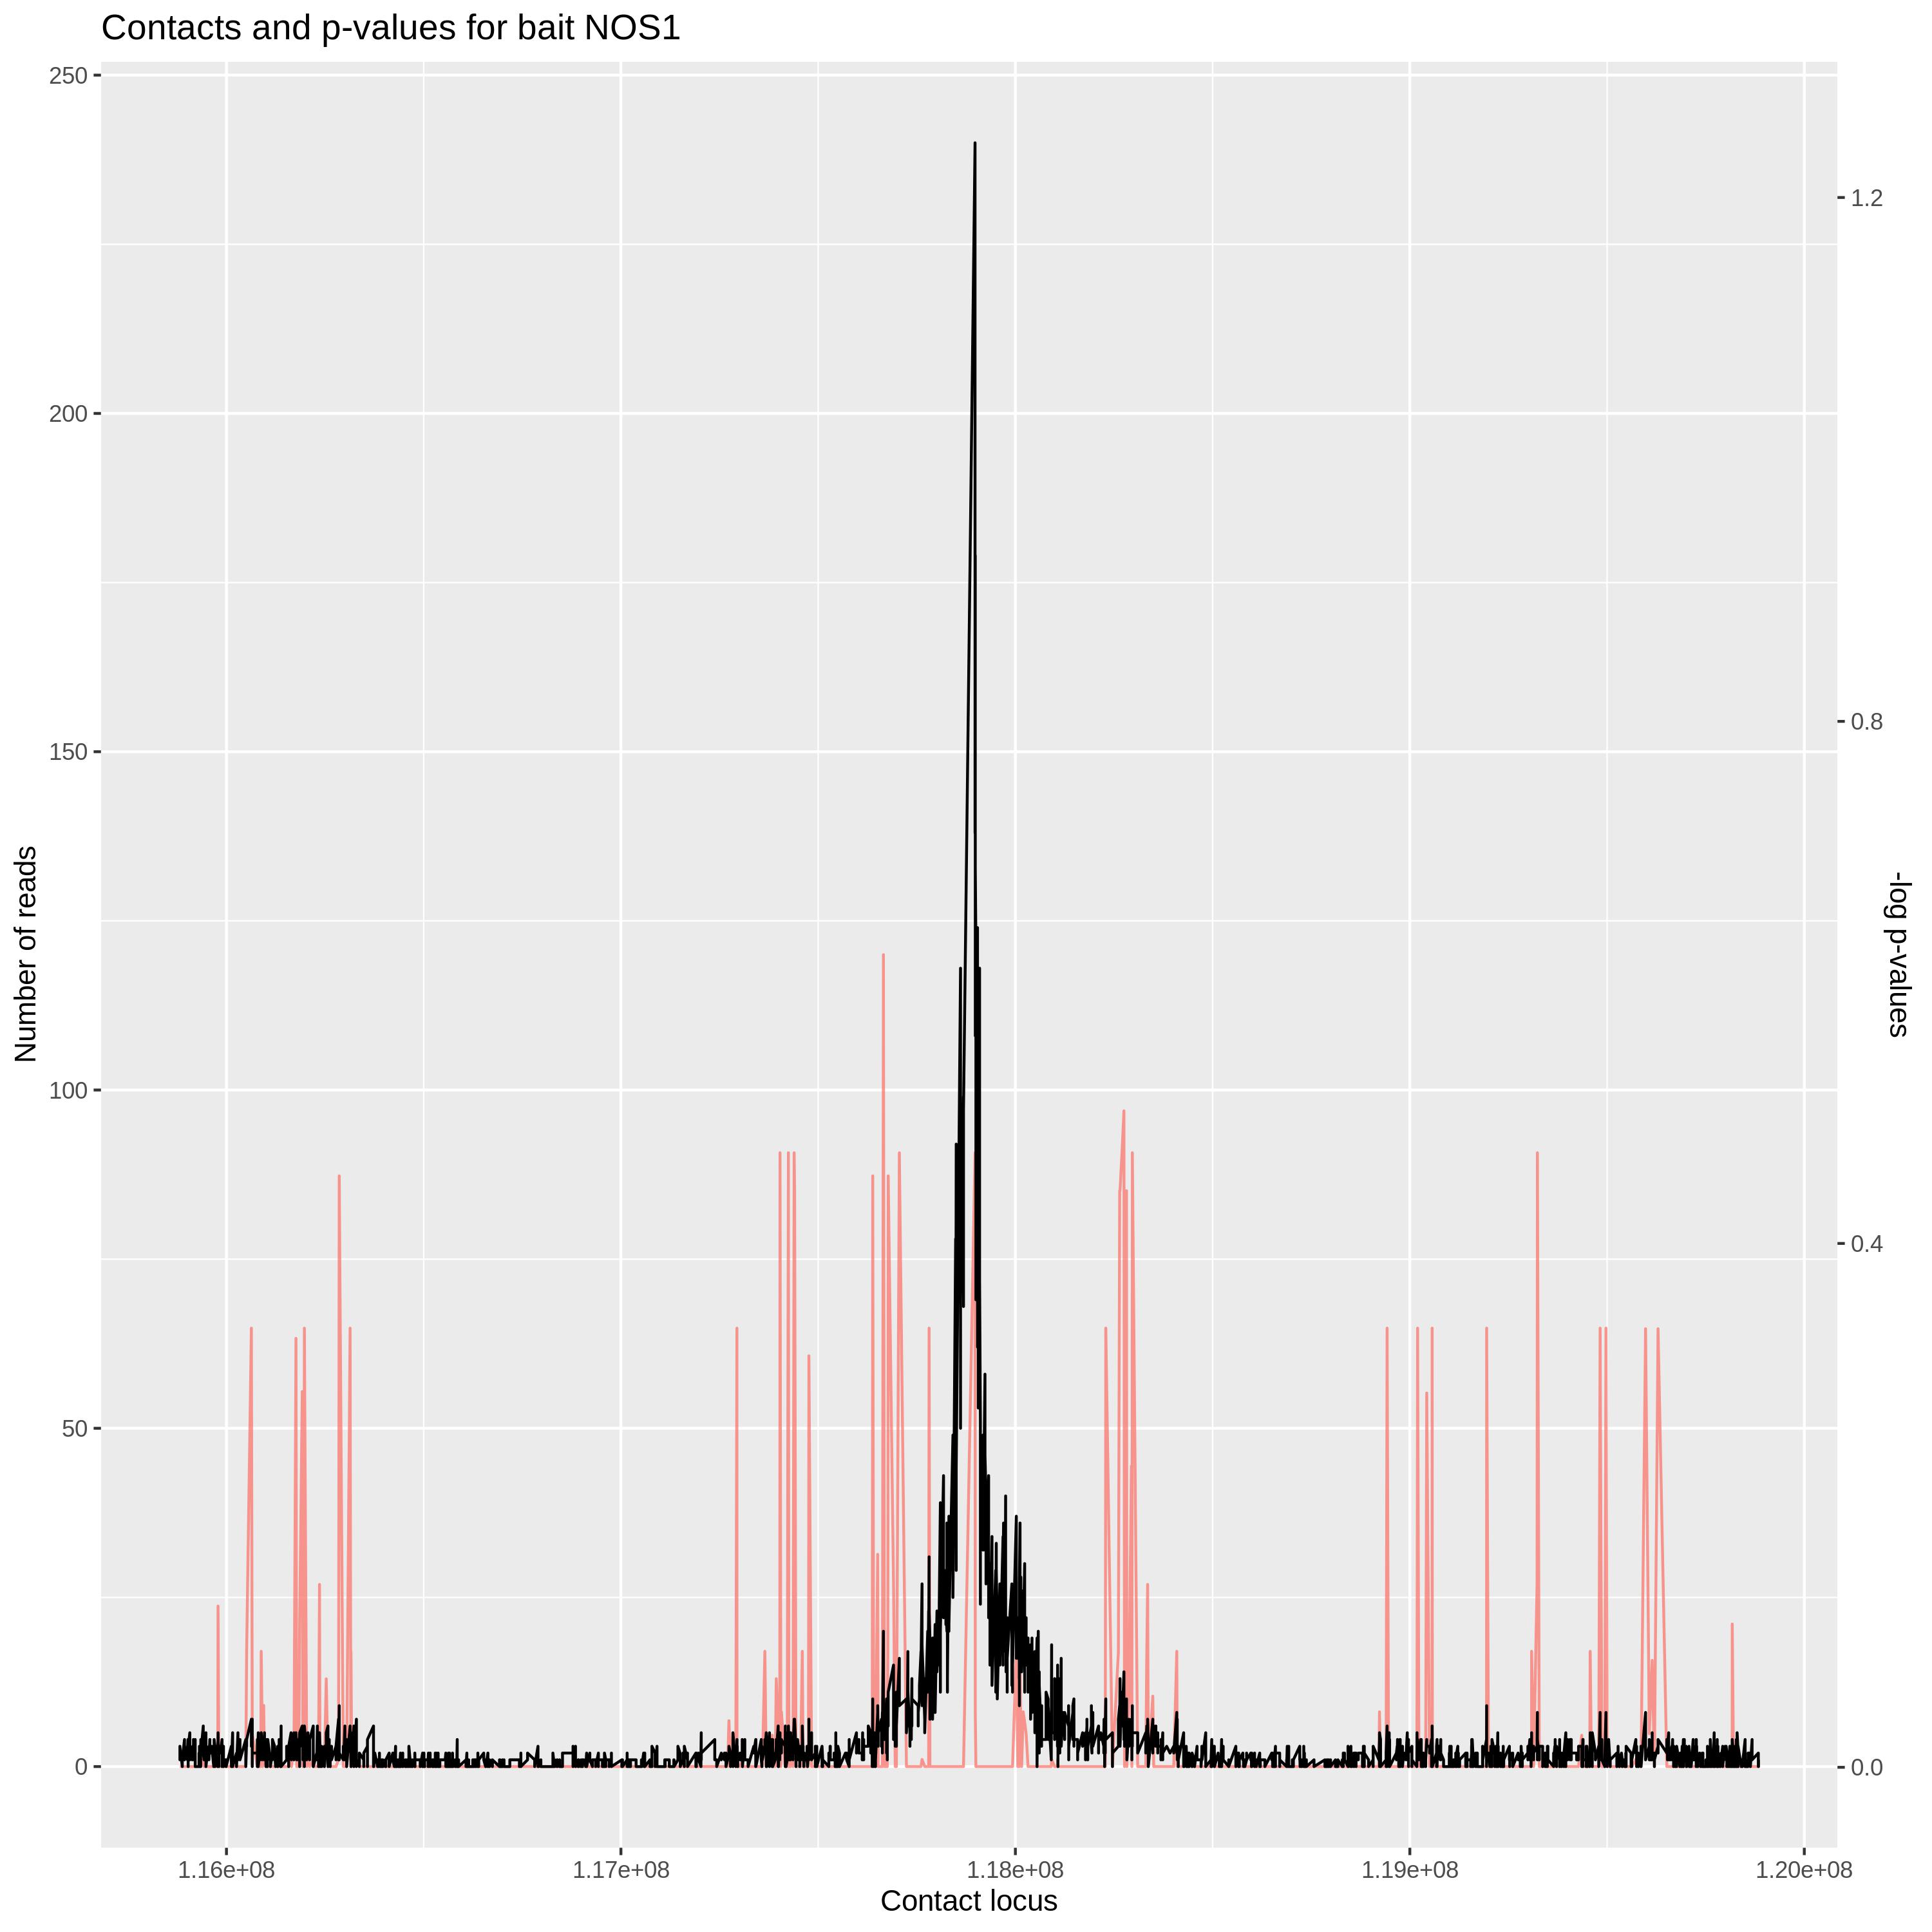 Contacts and p-values for bait NOS1
250
200
150
100
50
0
Number of reads
1.2
0.8
0.4
0.0
-log p-values
1.16e+08 1.17e+08 1.18e+08 1.19e+08 1.20e+08
Contact locus